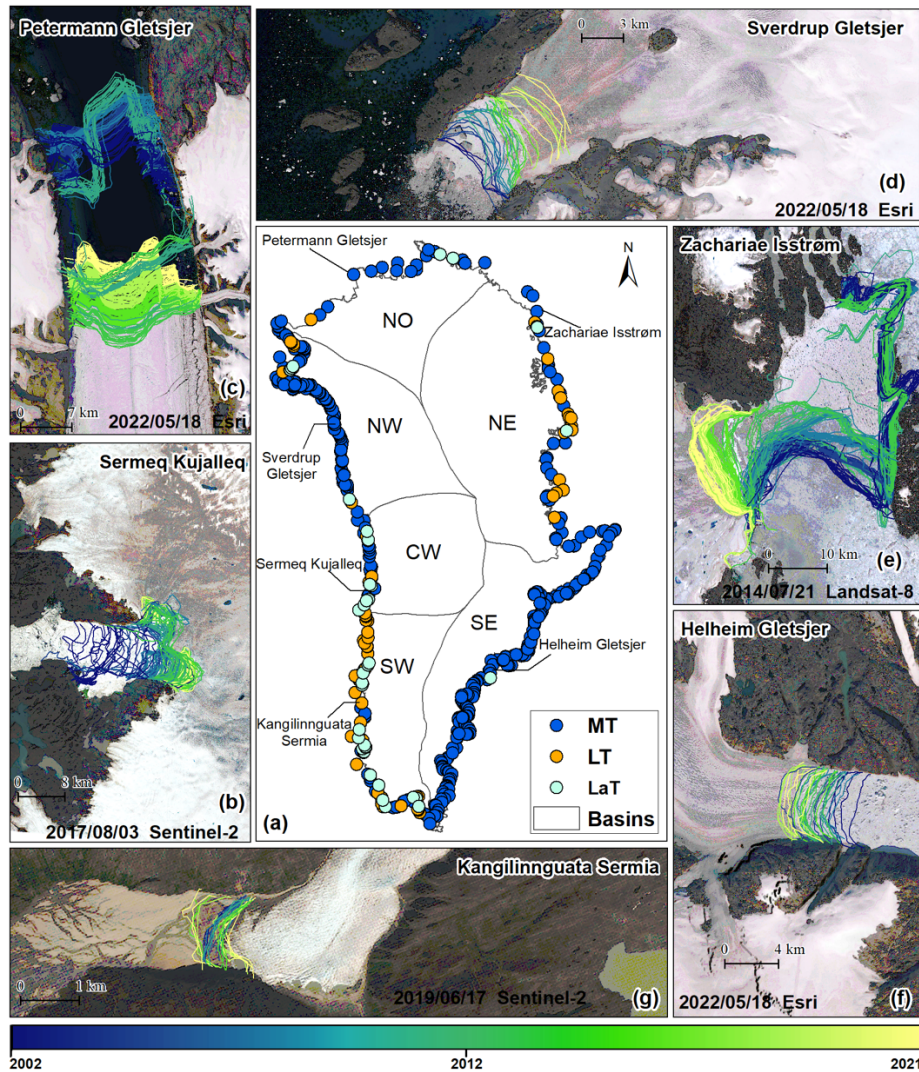 Petermann Gletsjer
0 7 km
(c)
2022/05/18 Esri
0 3 km
Sverdrup Gletsjer
(d)
2022/05/18 Esri
Sermeq Kujalleq
0 8 km
(b)
2017/08/03 Sentinel-2
Petermann Gletsjer
N
NO
Zachariae Isstrøm
NW
NE
Sverdrup
Gletsjer
CW
Sermeq Kujalleq
SE
Helheim Gletsjer
SW
Kangilinnguata
Sermia
MT
LT
LaT
Basins
(a)
Zachariae Isstrøm
0 10 km
(e)
2014/07/21 Landsat-8
Helheim Gletsjer
0 4 km
(f)
2022/05/18 Esri
Kangilinnguata Sermia
0 1 km
2019/06/17 Sentinel-2
(g)
2002 2012 2021